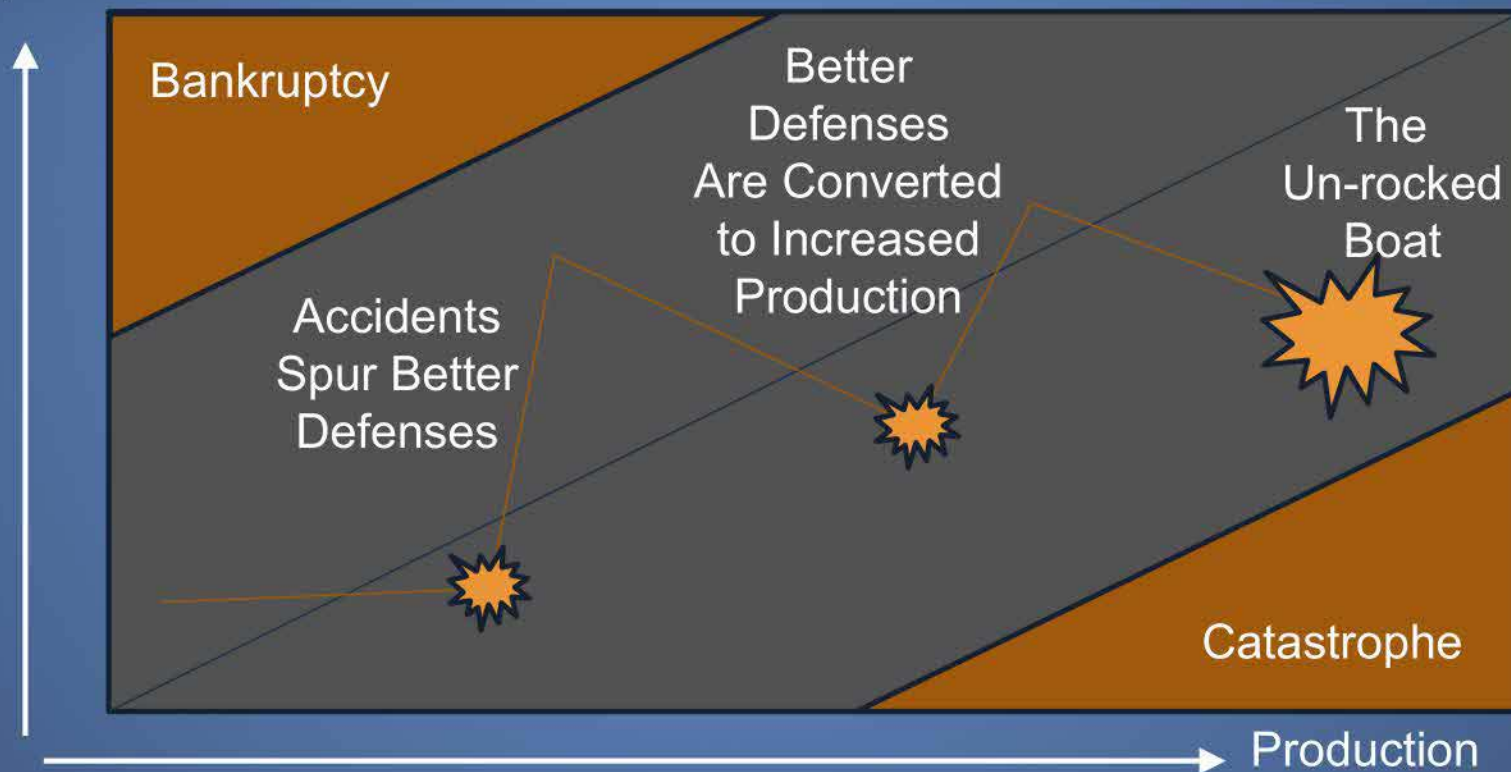 Bankruptcy
Better
Defenses
Are Converted
to Increased
Production
The
Un-rocked
Boat
Accidents
Spur Better
Defenses
Catastrophe
Production